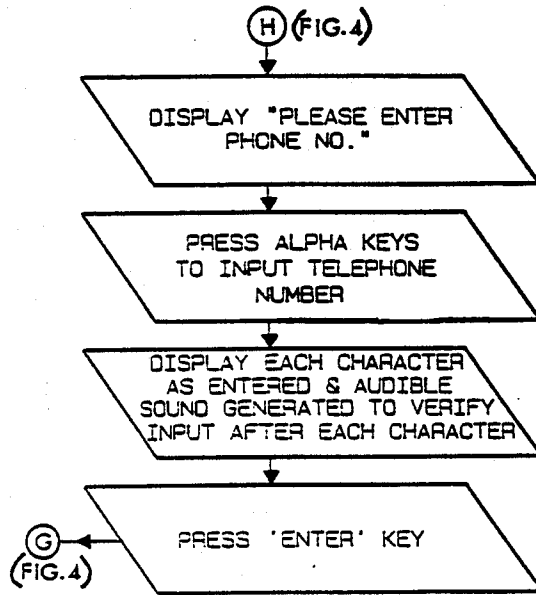 H (FIG.4)
DISPLAY "PLEASE ENTER
PHONE NO."
PRESS ALPHA KEYS
TO INPUT TELEPHONE
NUMBER
DISPLAY EACH CHARACTER
AS ENTERED & AUDIBLE
SOUND GENERATED TO VERIFY
INPUT AFTER EACH CHARACTER
PRESS 'ENTER' KEY
G
(FIG.4)